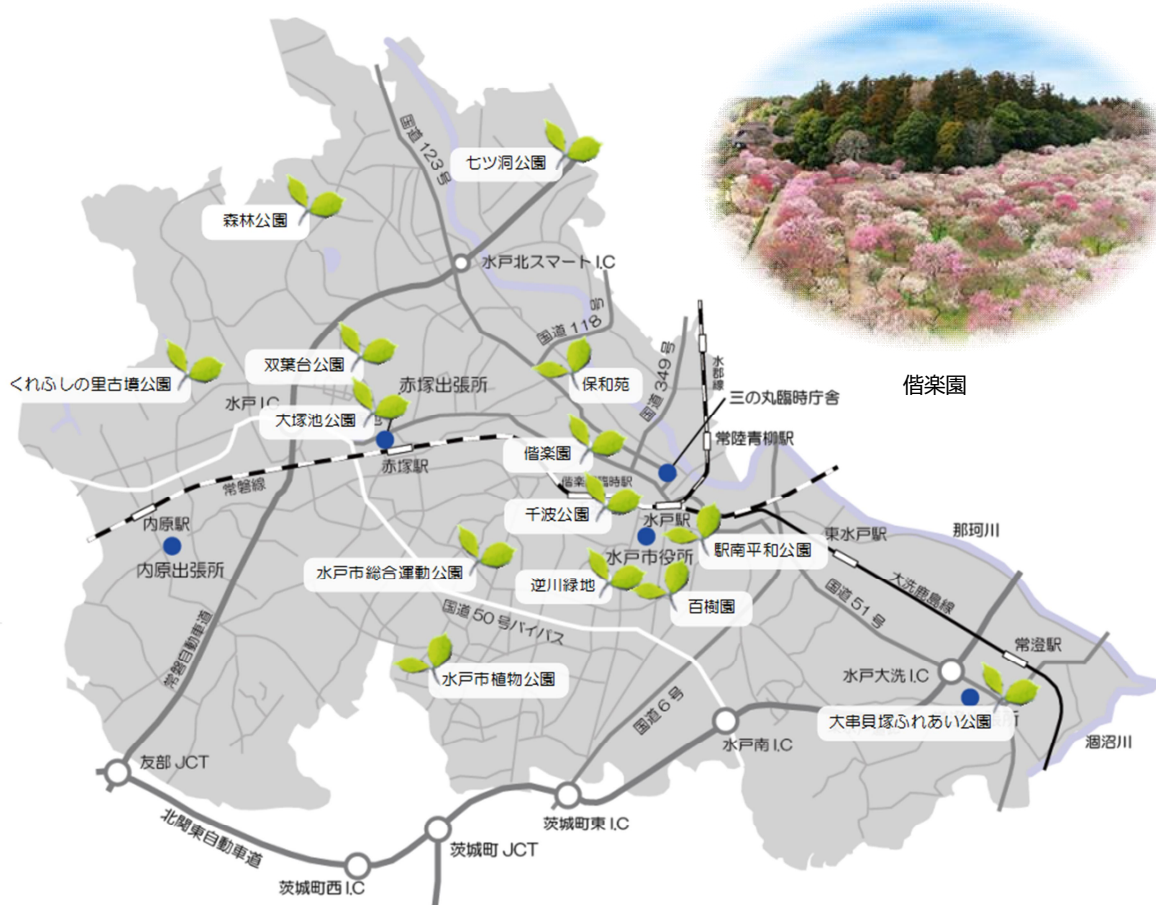 国道123号
七ツ洞公園
森林公園
水戸北スマートI.C
国道118号
双葉台公園
くれふしの里古墳公園
赤塚出張所
保和苑
国道349号
水郡線
偕楽園
水戸I.C
三の丸臨時庁舎
大塚池公園
常陸青柳駅
赤塚駅
偕楽園
常磐線
偕楽園臨時駅
千波公園
内原駅
水戸駅
東水戸駅
那珂川
水戸市役所
駅南平和公園
内原出張所
水戸市総合運動公園
逆川緑地
大洗鹿島線
国道51号
百樹園
国道50号バイパス
常磐自動車道
常澄駅
水戸大洗I.C
水戸市植物公園
国道6号
大串貝塚ふれあい公園
所
水戸南I.C
涸沼川
友部JCT
北関東自動車道
茨城町東I.C
茨城町JCT
茨城町西I.C